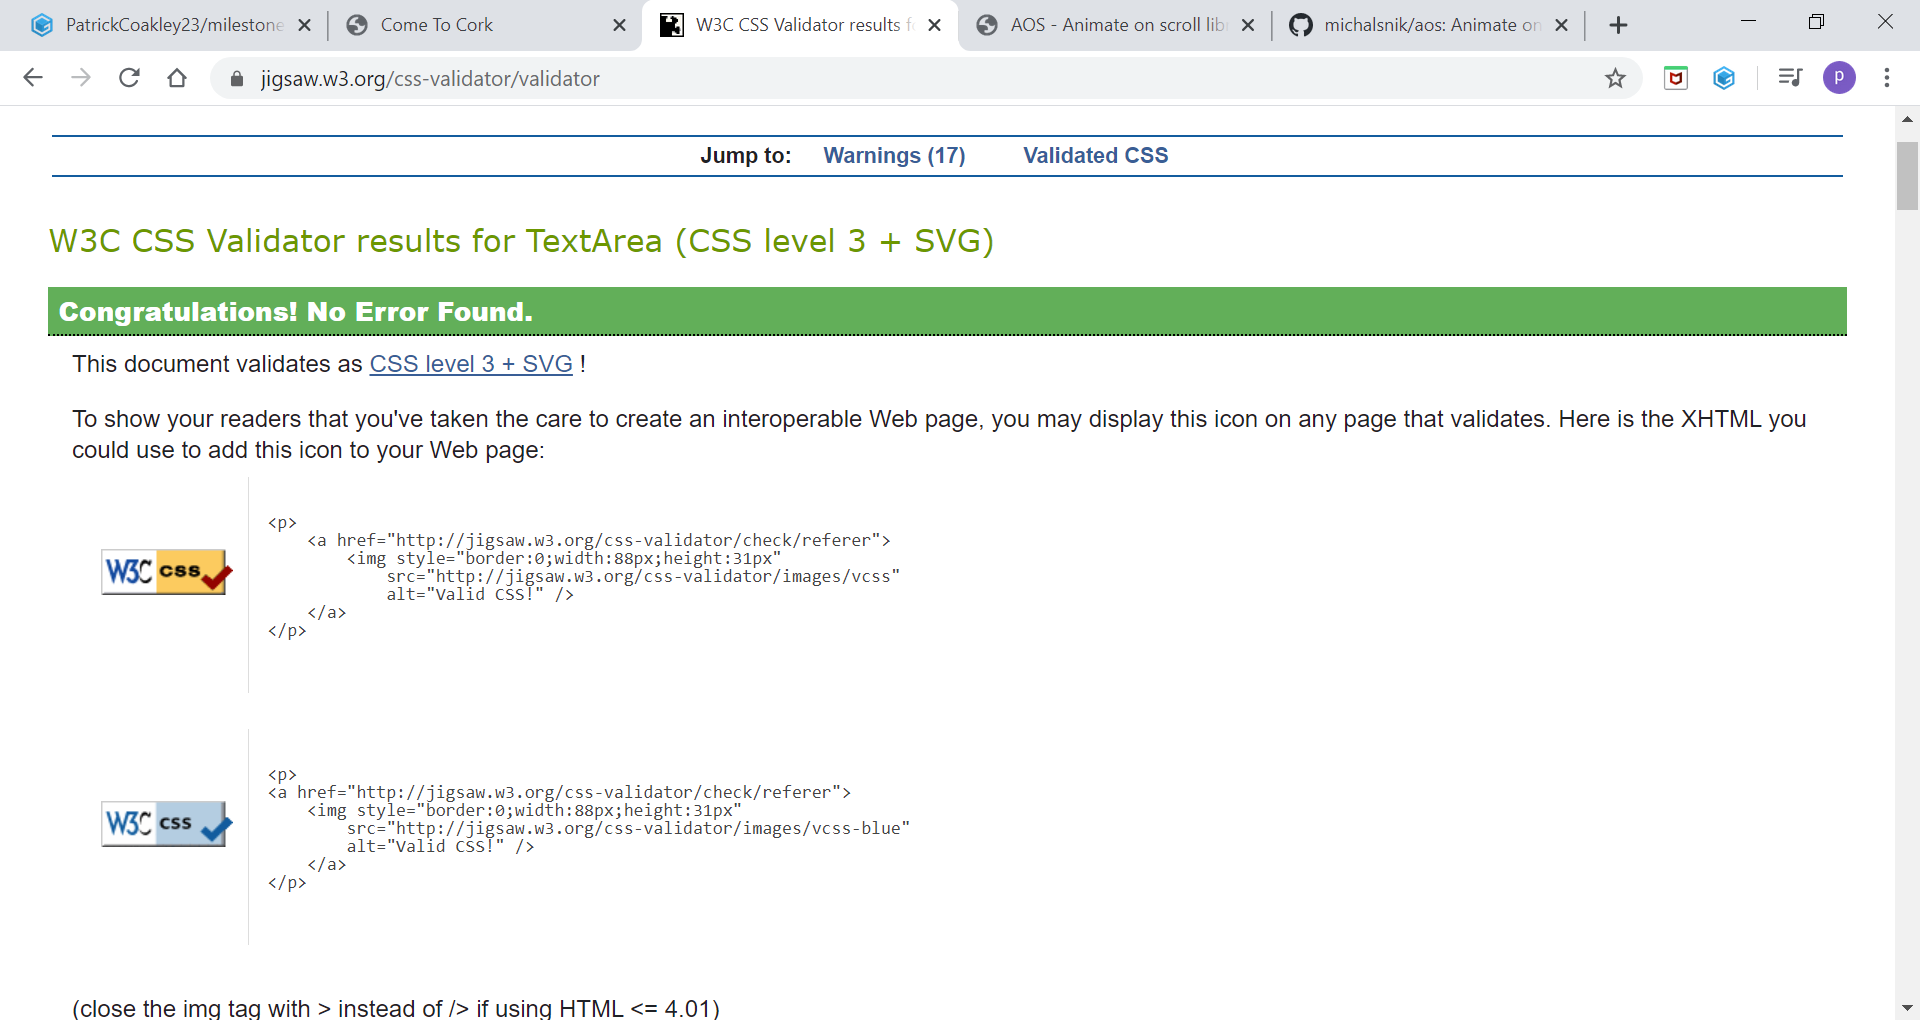 PatrickCoakley23/milestone
Come To Cork
W3C CSS Validator results f
AOS - Animate on scroll lib
michalsnik/aos: Animate on
jigsaw.w3.org/css-validator/validator
p
Jump to: Warnings (17) Validated CSS
W3C CSS Validator results for TextArea (CSS level 3 + SVG)
Congratulations! No Error Found.
This document validates as CSS level 3 + SVG !
To show your readers that you've taken the care to create an interoperable Web page, you may display this icon on any page that validates. Here is the XHTML you
could use to add this icon to your Web page:
W3C css
<p>
<a href="http://jigsaw.w3.org/css-validator/check/referer">
<img style="border:0;width:88px;height:31px"
src="http://jigsaw.w3.org/css-validator/images/vcss"
alt="Valid CSS!" />
</a>
</p>
W3C css
<p>
<a href="http://jigsaw.w3.org/css-validator/check/referer">
<img style="border:0;width:88px;height:31px"
src="http://jigsaw.w3.org/css-validator/images/vcss-blue"
alt="Valid CSS!" />
</a>
</p>
(close the img tag with > instead of /> if using HTML <= 4.01)